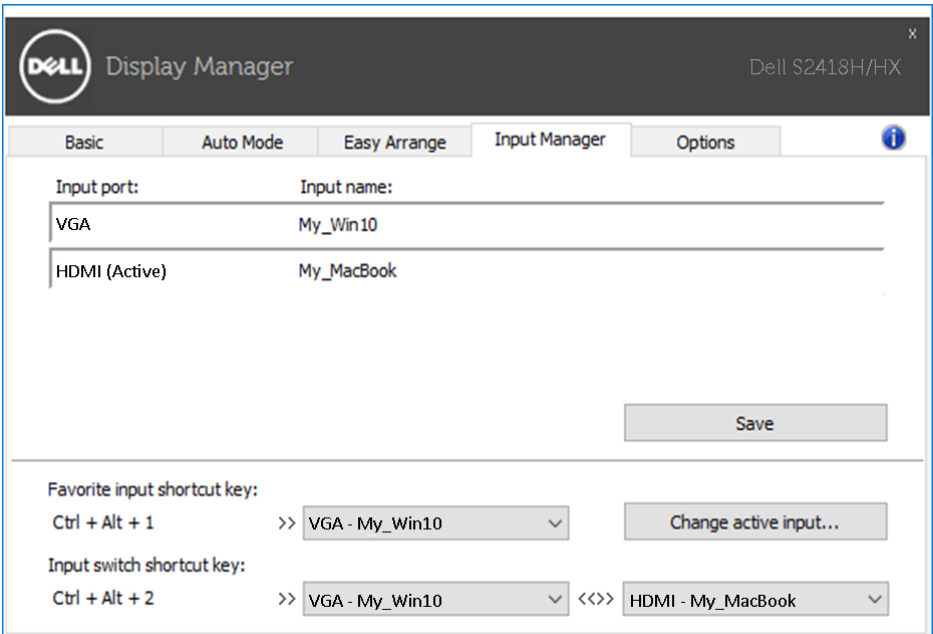 DELL Display Manager
x
Dell S2418H/HX
Basic Auto Mode Easy Arrange Input Manager Options i
Input port: Input name:
VGA My_Win10
HDMI (Active) My_MacBook
Save
Favorite input shortcut key:
Ctrl + Alt + 1 >> VGA - My_Win10 Change active input...
Input switch shortcut key:
Ctrl + Alt + 2 >> VGA - My_Win10 <<>> HDMI - My_MacBook